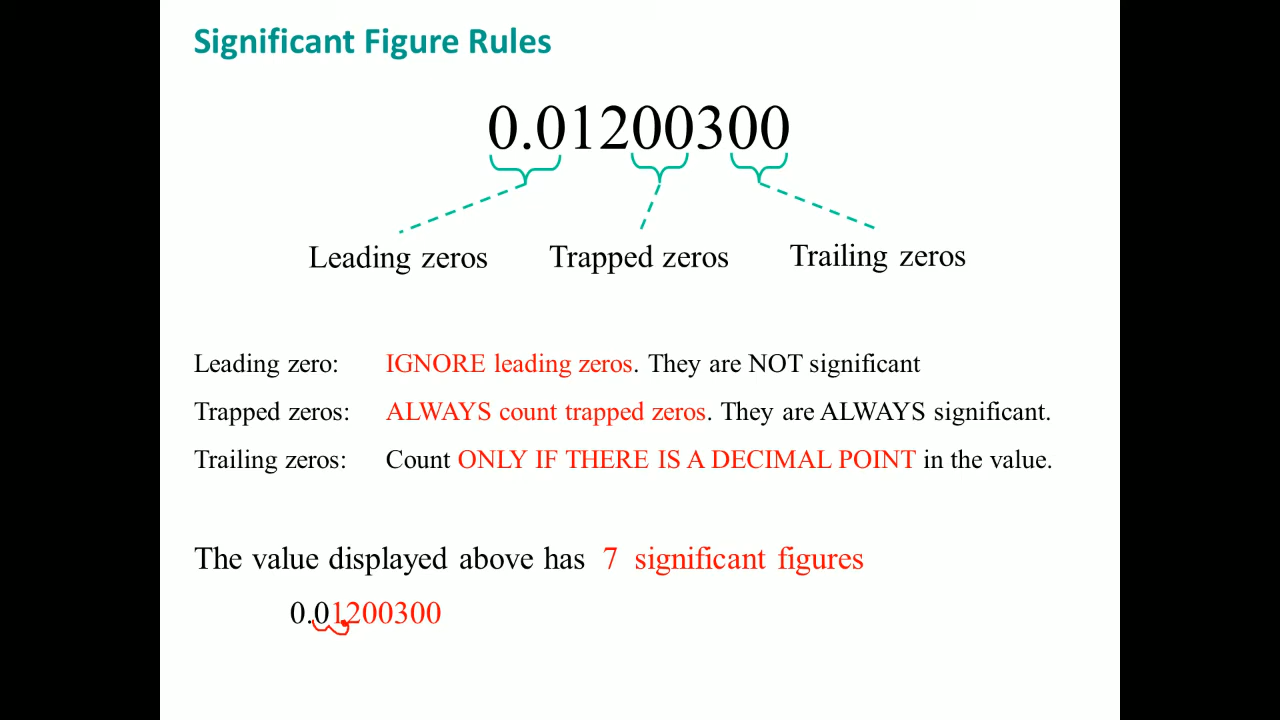 Significant Figure Rules
0.01200300
Leading zeros Trapped zeros Trailing zeros
Leading zero: IGNORE leading zeros. They are NOT significant
Trapped zeros: ALWAYS count trapped zeros. They are ALWAYS significant.
Trailing zeros: Count ONLY IF THERE IS A DECIMAL POINT in the value.
The value displayed above has 7 significant figures
0.01200300